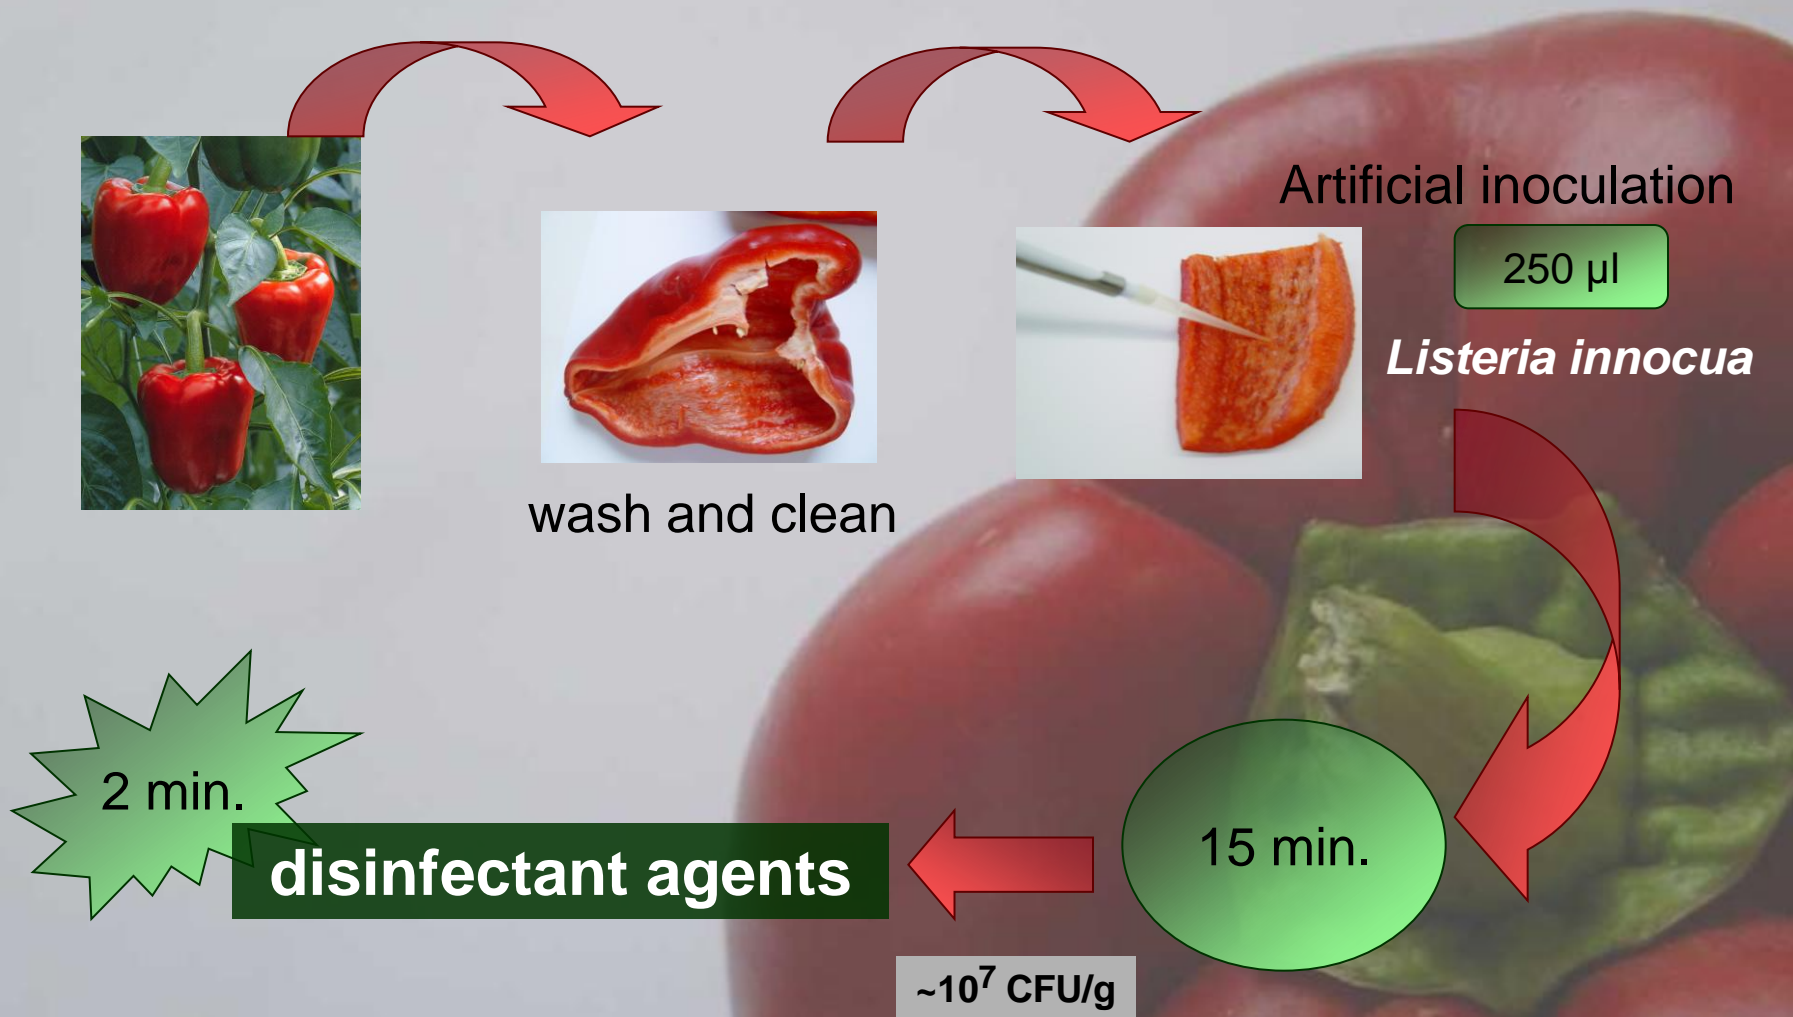 Artificial inoculation
250 µl
Listeria innocua
wash and clean
2 min.
15 min.
disinfectant agents
~10⁷ CFU/g